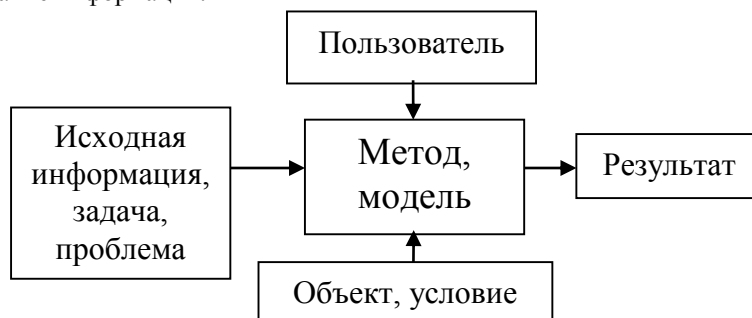 Пользователь
Исходная
информация,
задача,
проблема
Метод,
модель
Результат
Объект, условие